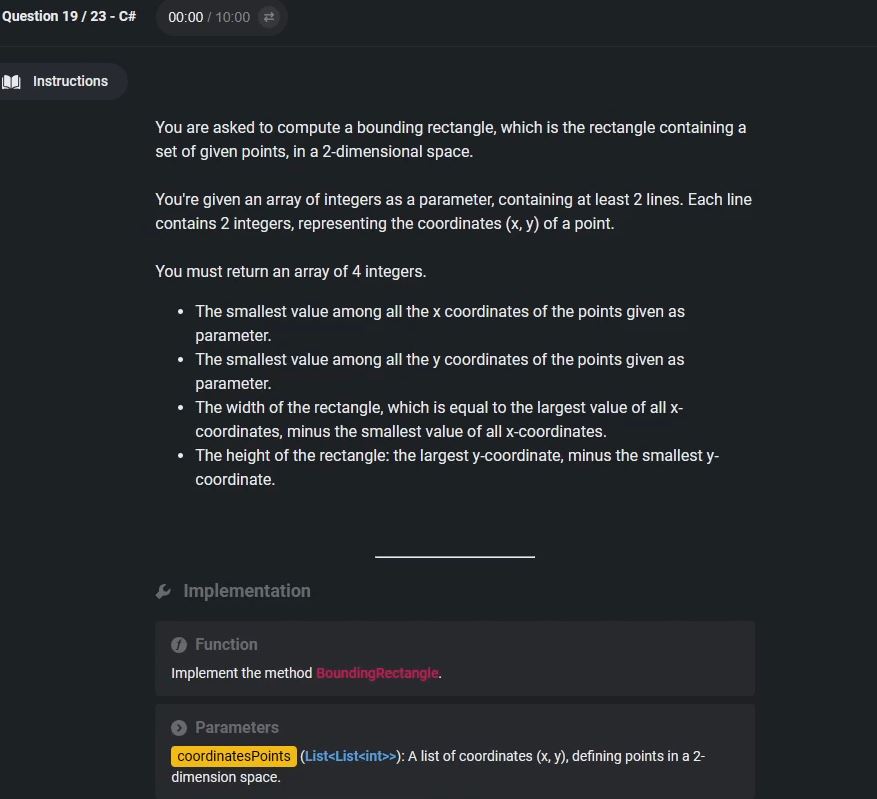 Question 19 / 23 - C#
00:00 / 10:00
Instructions
You are asked to compute a bounding rectangle, which is the rectangle containing a
set of given points, in a 2-dimensional space.
You're given an array of integers as a parameter, containing at least 2 lines. Each line
contains 2 integers, representing the coordinates (x, y) of a point.
You must return an array of 4 integers.
• The smallest value among all the x coordinates of the points given as
parameter.
• The smallest value among all the y coordinates of the points given as
parameter.
• The width of the rectangle, which is equal to the largest value of all x-
coordinates, minus the smallest value of all x-coordinates.
• The height of the rectangle: the largest y-coordinate, minus the smallest y-
coordinate.
Implementation
Function
Implement the method BoundingRectangle.
Parameters
coordinatesPoints (List<List<int>>): A list of coordinates (x, y), defining points in a 2-
dimension space.